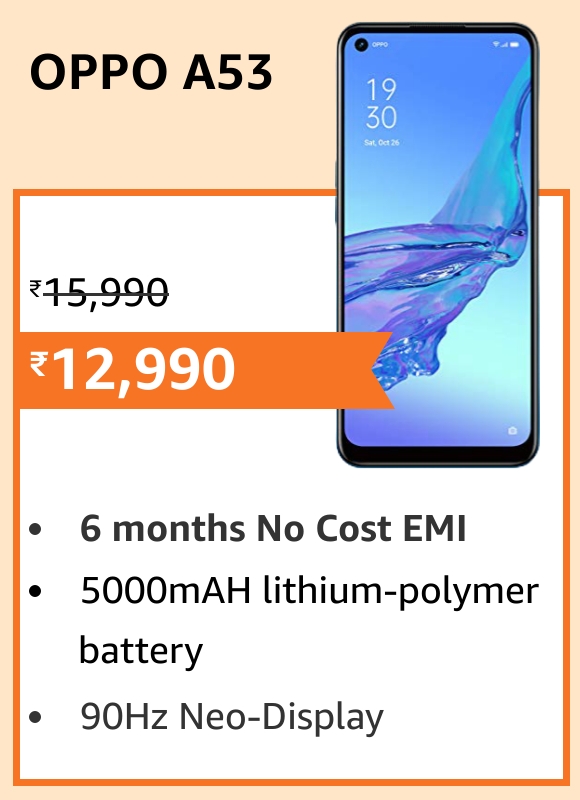 OPPO A53
OPPO
19
30
Sat, Oct 26
₹15,990
₹12,990
• 6 months No Cost EMI
• 5000mAH lithium-polymer
battery
• 90Hz Neo-Display